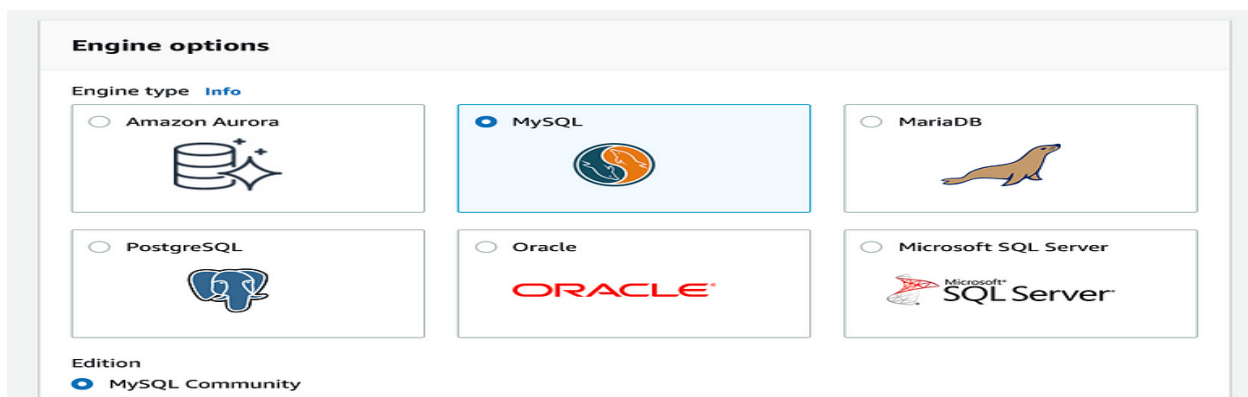 Engine options
Engine type Info
Amazon Aurora
MySQL
MariaDB
PostgreSQL
Oracle
ORACLE
Microsoft SQL Server
Microsoft
SQL Server
Edition
MySQL Community